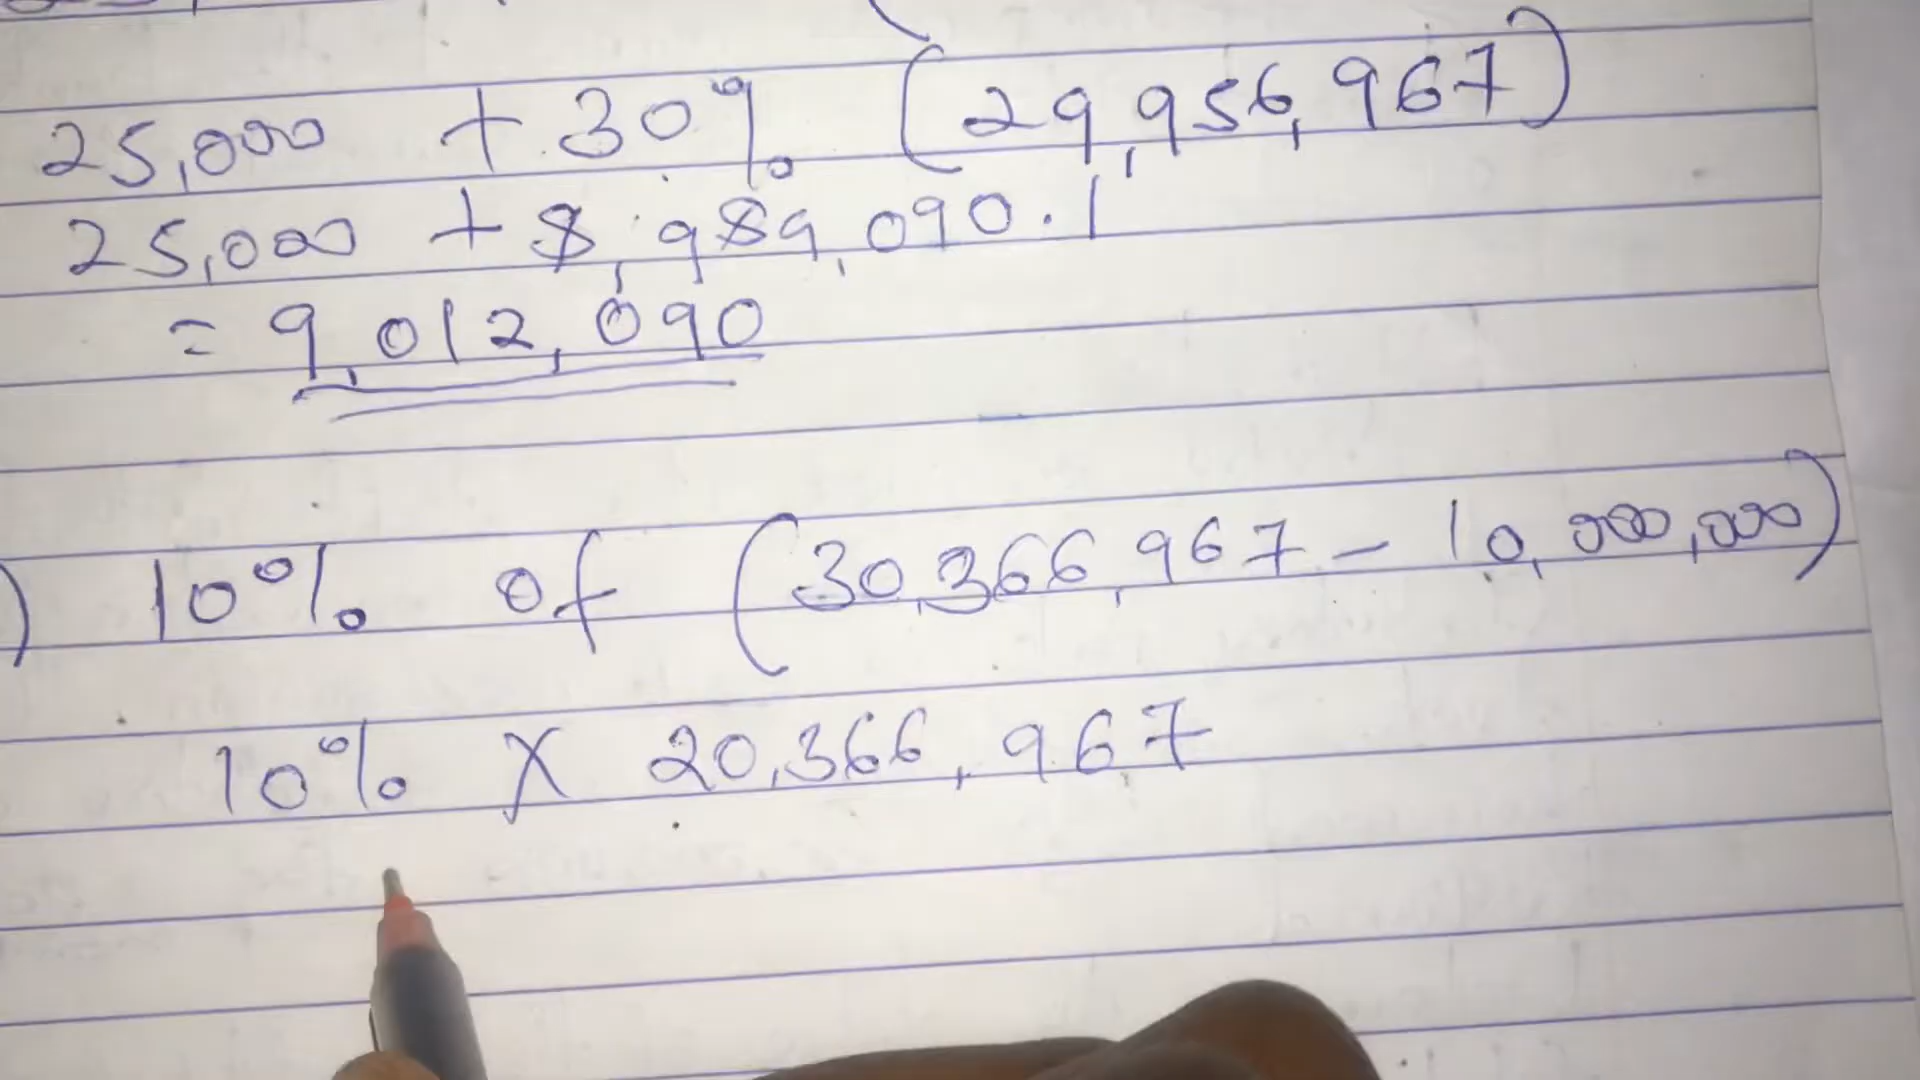 25,000 + 30% (29,956,967)
25,000 + 8,989,090.1
= 9,012,090
) 10% of (30,366,967 - 10,000,000)
10% X 20,366,967